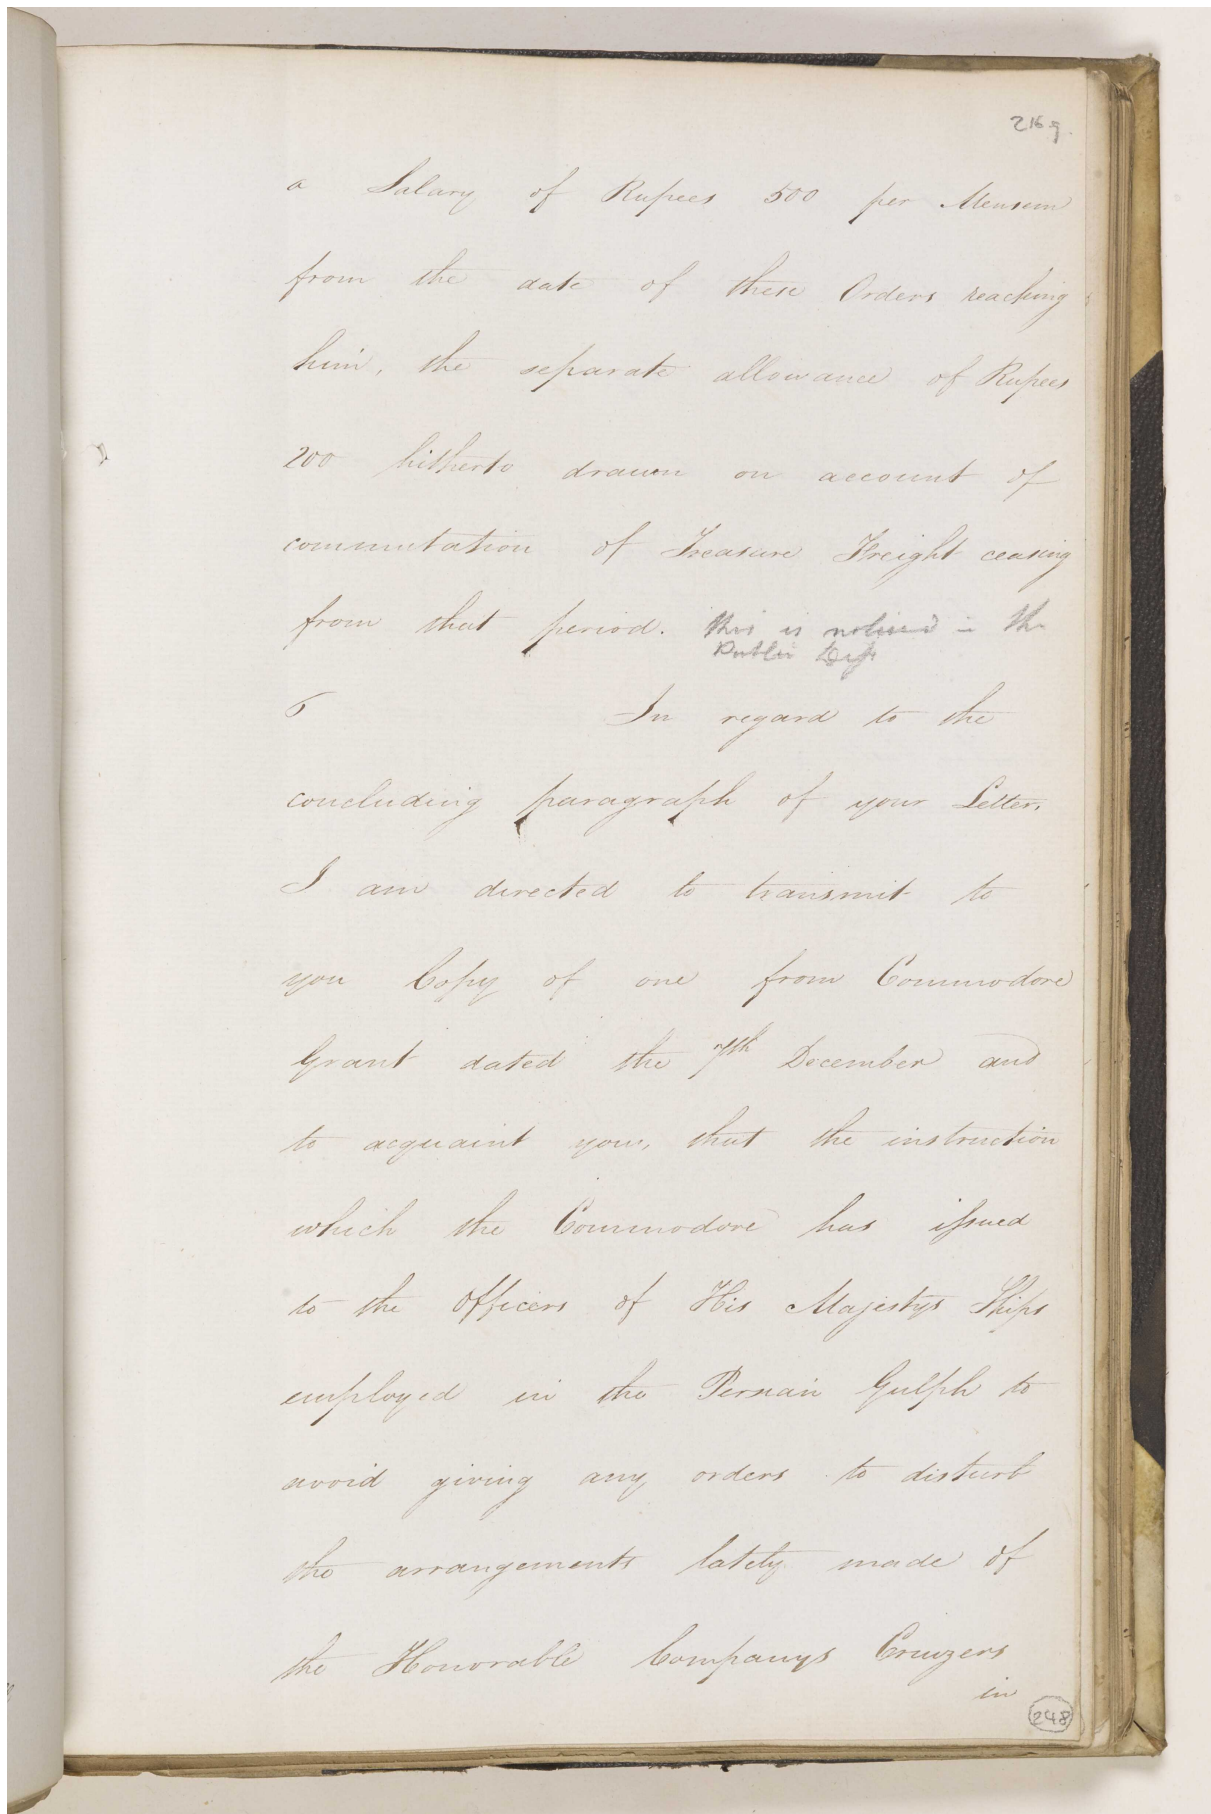 2169.
a Salary of Rupees 500 per Mensem
from the date of these Orders reaching
him, the separate allowance of Rupees
200 hitherto drawn on account of
commutation of Treasure Freight ceasing
from that period. this is noticed in the
Public Dept
6 In regard to the
concluding paragraph of your Letter,
I am directed to transmit to
you Copy of one from Commodore
Grant dated the 7th December and
to acquaint you, that the instruction
which the Commodore has issued
to the Officers of His Majestys Ships
employed in the Persian Gulph to
avoid giving any orders to disturb
the arrangements lately made of
the Honorable Companys Cruizers
in
248